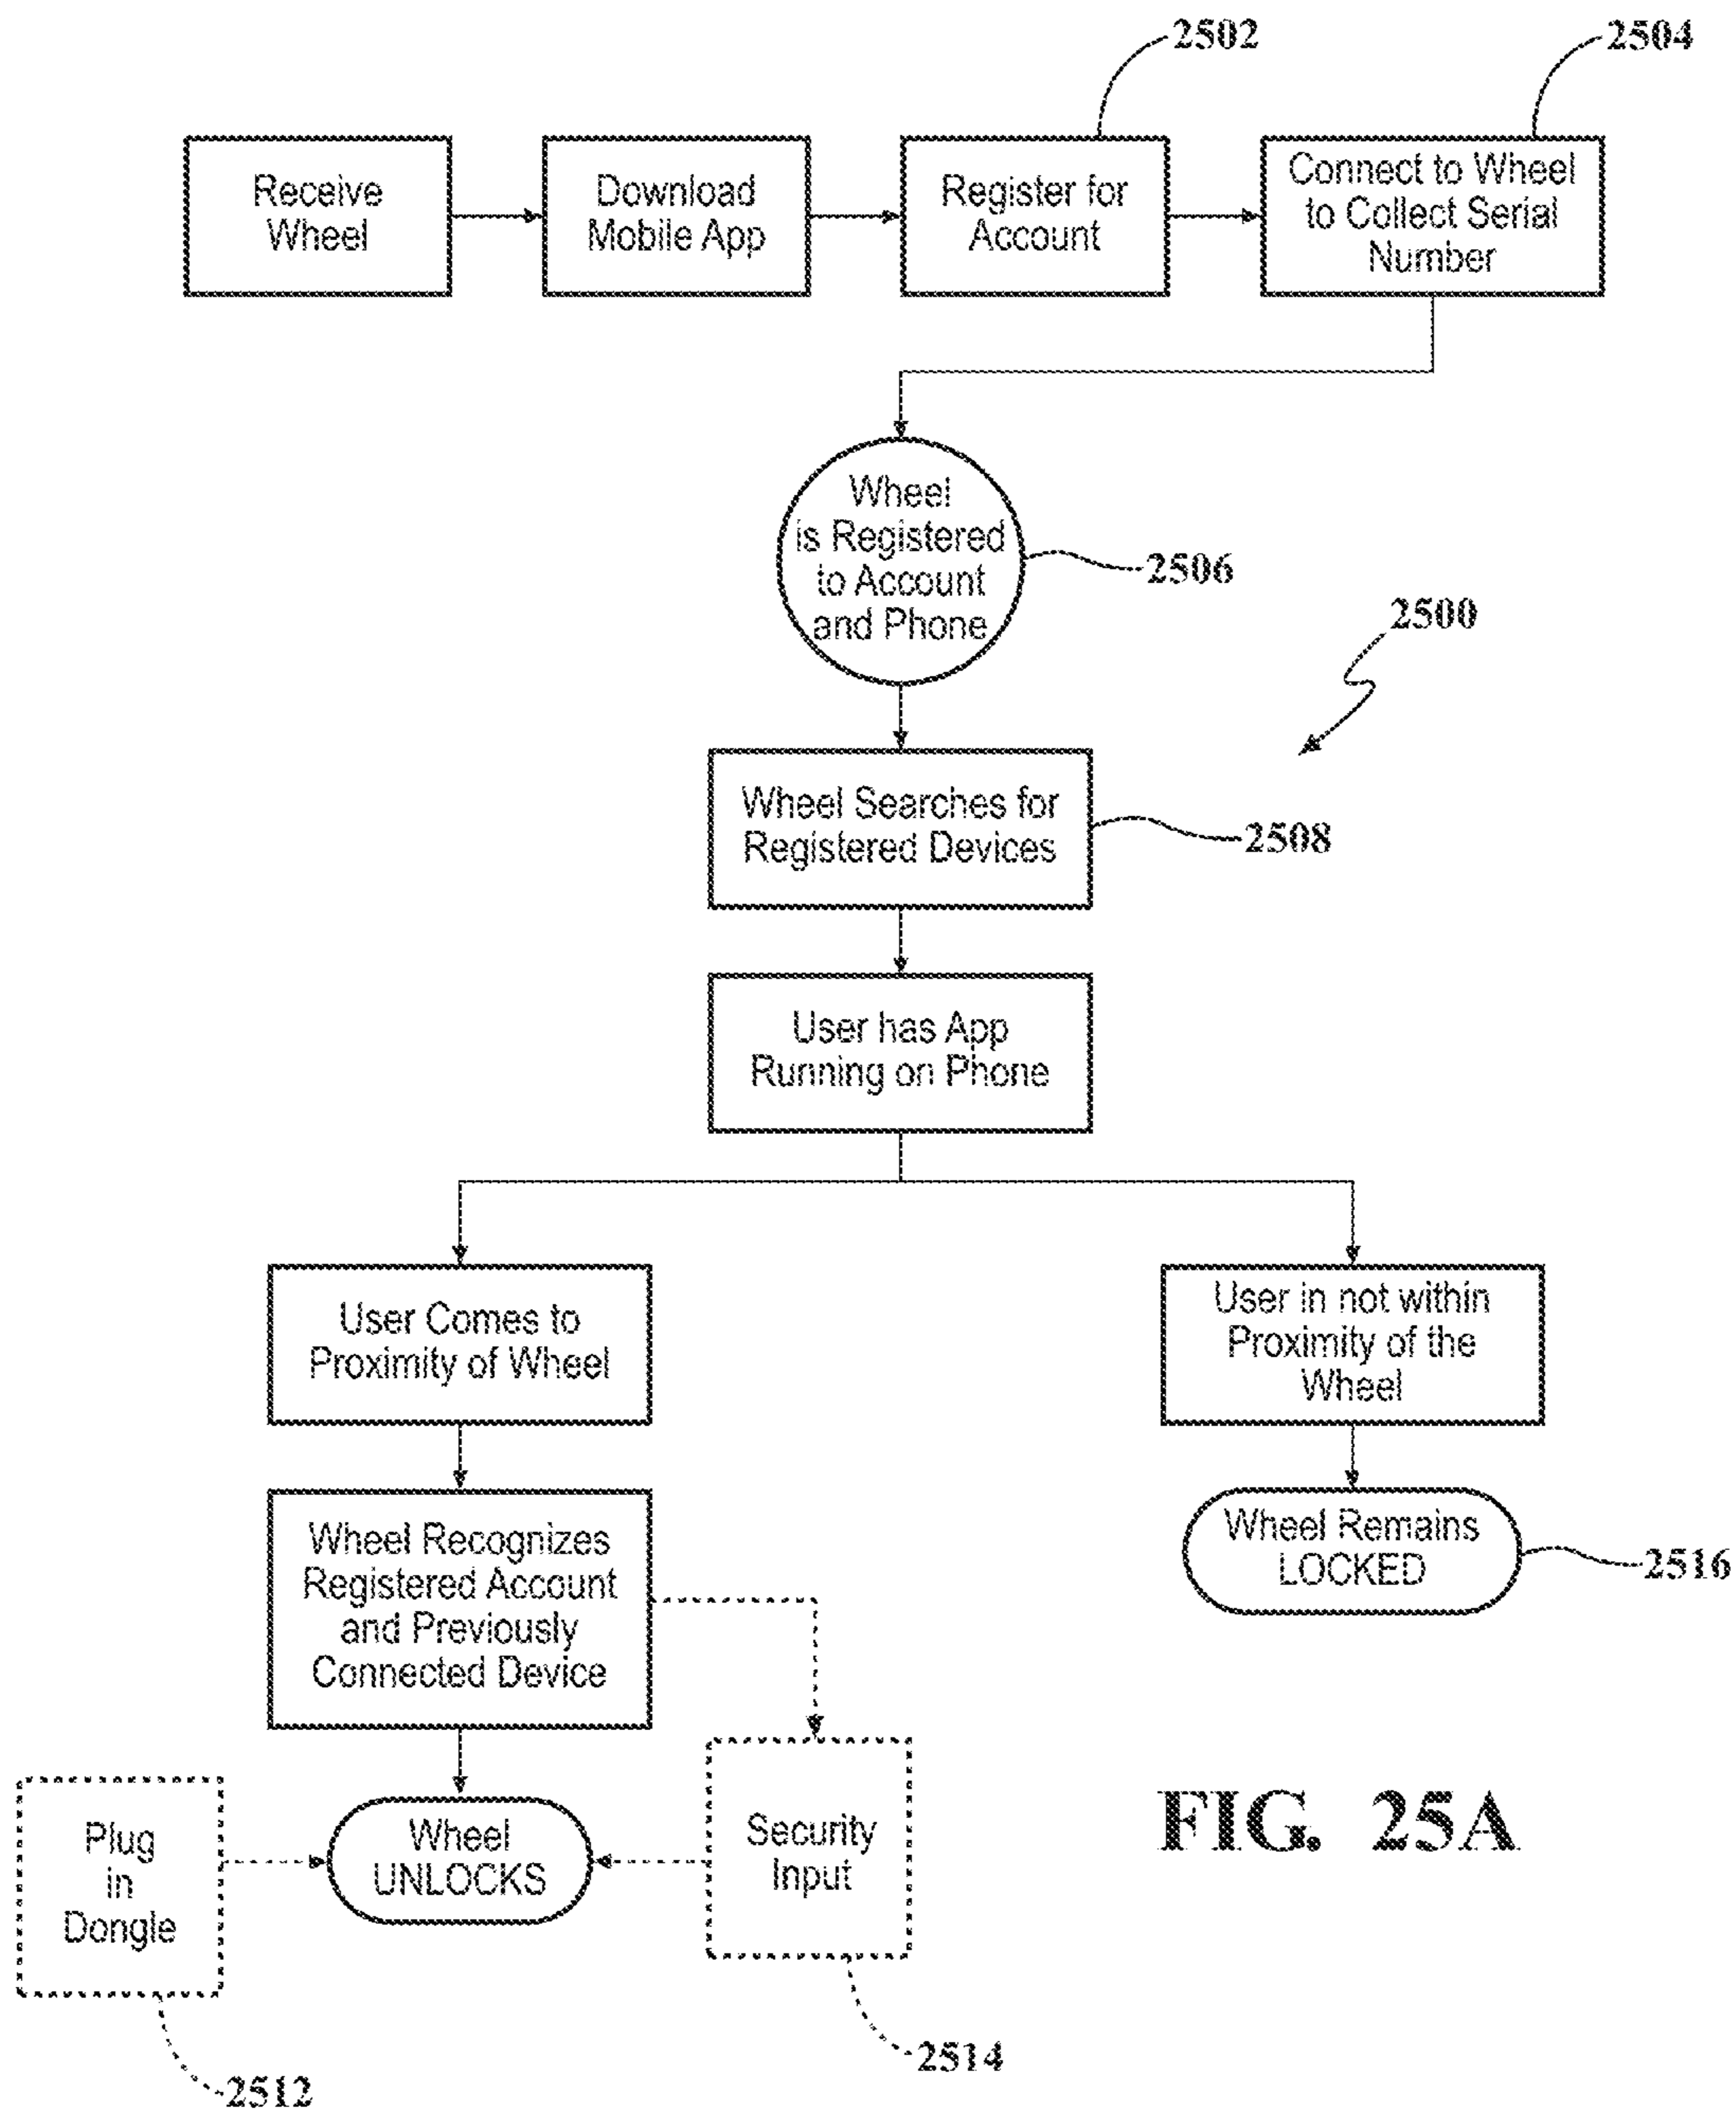 2502
2504
Receive
Wheel
Download
Mobile App
Register for
Account
Connect to Wheel
to Collect Serial
Number
Wheel
is Registered
to Account
and Phone
2506
2500
Wheel Searches for
Registered Devices
2508
User has App
Running on Phone
User Comes to
Proximity of Wheel
User in not within
Proximity of the
Wheel
Wheel Recognizes
Registered Account
and Previously
Connected Device
Wheel Remains
LOCKED
2516
Plug
in
Dongle
Wheel
UNLOCKS
Security
Input
FIG. 25A
2514
2512